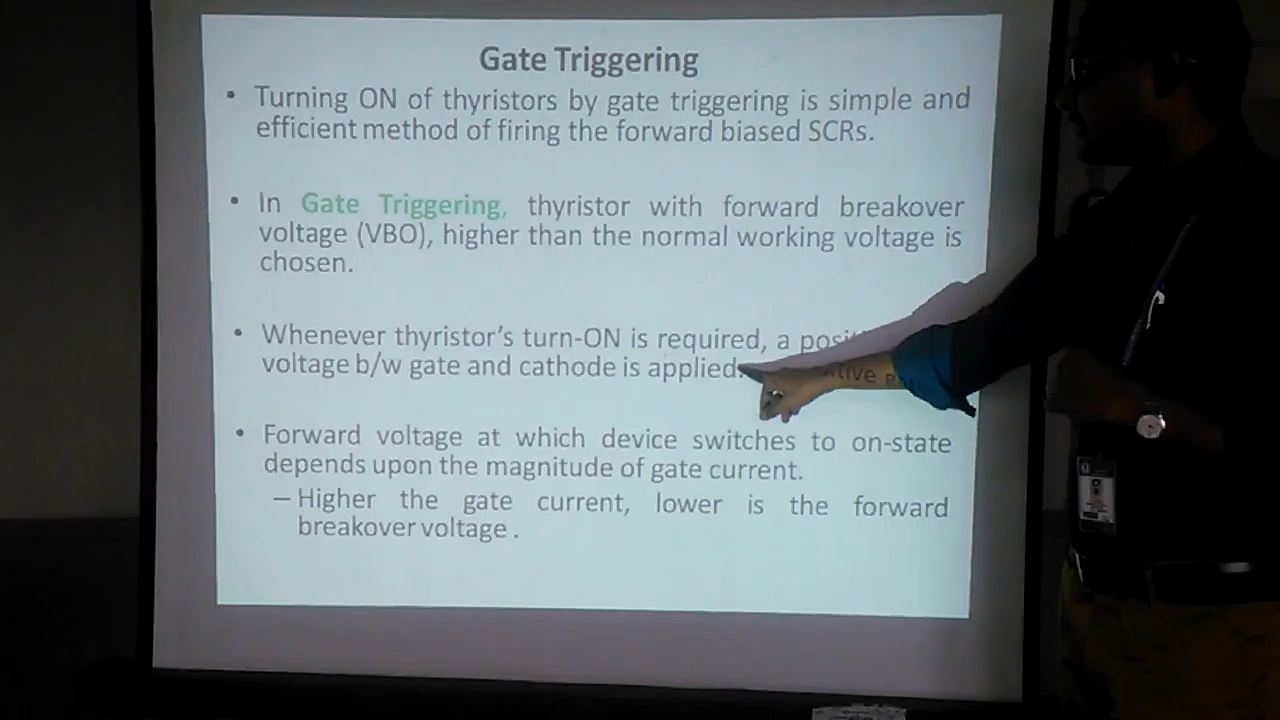 Gate Triggering
• Turning ON of thyristors by gate triggering is simple and
efficient method of firing the forward biased SCRs.
• In Gate Triggering, thyristor with forward breakover
voltage (VBO), higher than the normal working voltage is
chosen.
• Whenever thyristor's turn-ON is required, a
voltage b/w gate and cathode is applied.
• Forward voltage at which device switches to on-state
depends upon the magnitude of gate current.
– Higher the gate current, lower is the forward
breakover voltage .